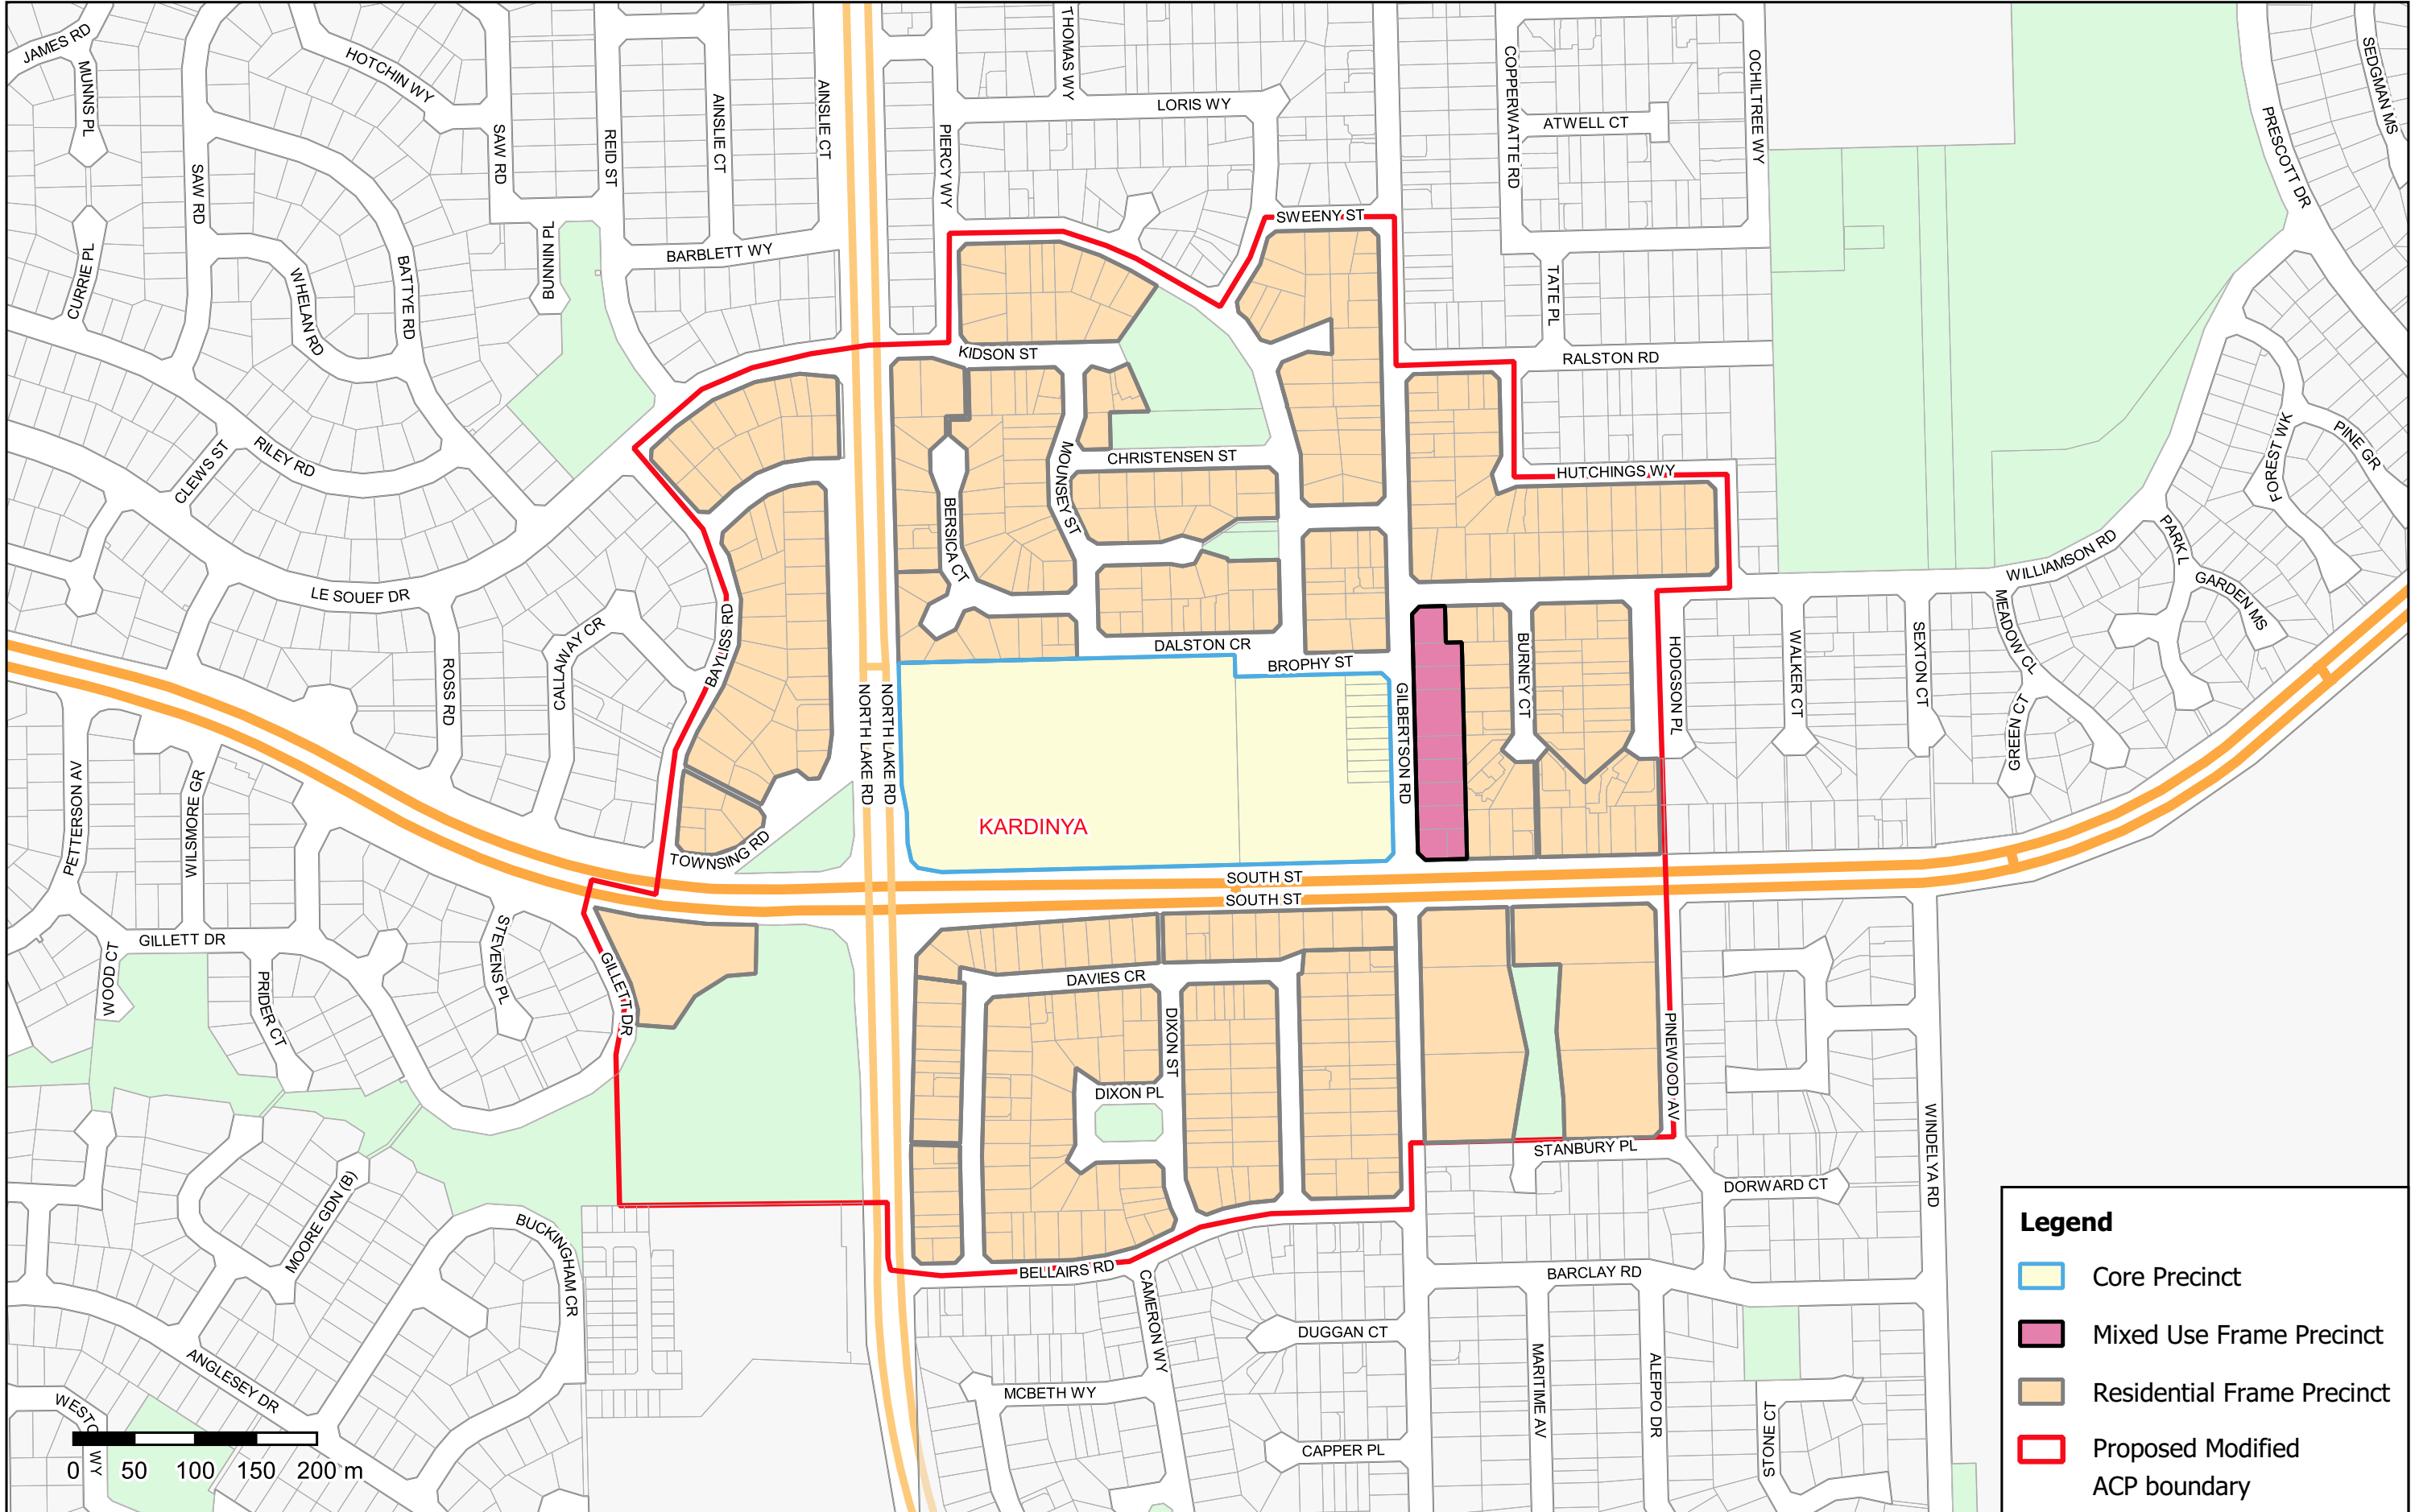 JAMES RD
MUNNS PL
HOTCHIN WY
SAW RD
SAW RD
REID ST
AINSLIE CT
AINSLIE CT
PIERCY WY
THOMAS WY
LORIS WY
COPPERWATTE RD
ATWELL CT
OCHILTREE WY
PRESCOTT DR
SEDGMAN MS
CURRIE PL
WHELAN RD
BATTYE RD
BUNNIN PL
BARBLETT WY
SWEENY ST
TATE PL
KIDSON ST
RALSTON RD
CLEWS ST
RILEY RD
MOUNSEY ST
CHRISTENSEN ST
HUTCHINGS WY
FOREST WK
PINE GR
BERSICA CT
WILLIAMSON RD
PARK L
GARDEN MS
MEADOW CL
LE SOUEF DR
CALLAWAY CR
ROSS RD
BAYLISS RD
DALSTON CR
BROPHY ST
BURNEY CT
HODGSON PL
WALKER CT
SEXTON CT
GREEN CT
NORTH LAKE RD
NORTH LAKE RD
GILBERTSON RD
PETTERSON AV
WILSMORE GR
KARDINYA
TOWNSING RD
SOUTH ST
SOUTH ST
GILLETT DR
WOOD CT
PRIDER CT
STEVENS PL
GILLETT DR
DAVIES CR
DIXON ST
DIXON PL
PINEWOOD AV
STANBURY PL
DORWARD CT
WINDELYA RD
MOORE GDN (B)
BUCKINGHAM CR
BELLAIRS RD
CAMERON WY
BARCLAY RD
DUGGAN CT
MARITIME AV
ALEPPO DR
ANGLESEY DR
MCBETH WY
CAPPER PL
STONE CT
WESTO
WY
0 50 100 150 200 m
Legend
Core Precinct
Mixed Use Frame Precinct
Residential Frame Precinct
Proposed Modified
ACP boundary